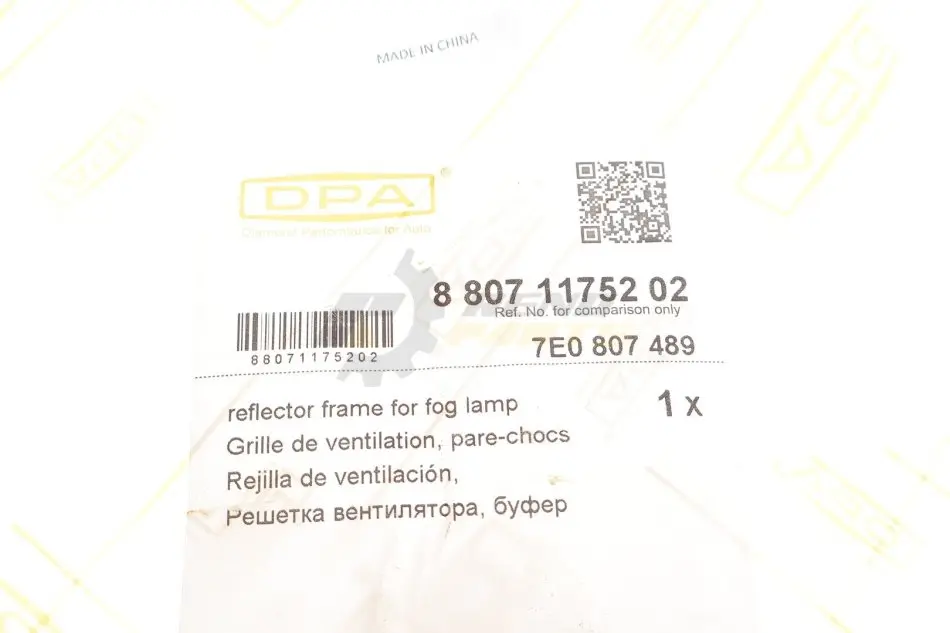 MADE IN CHINA
DPA®
8 807 11752 02
Ref. No. for comparison only
88071175202
7E0 807 489
reflector frame for fog lamp
1 x
Grille de ventilation, pare-chocs
Rejilla de ventilación,
Решетка вентилятора, буфер
DPA